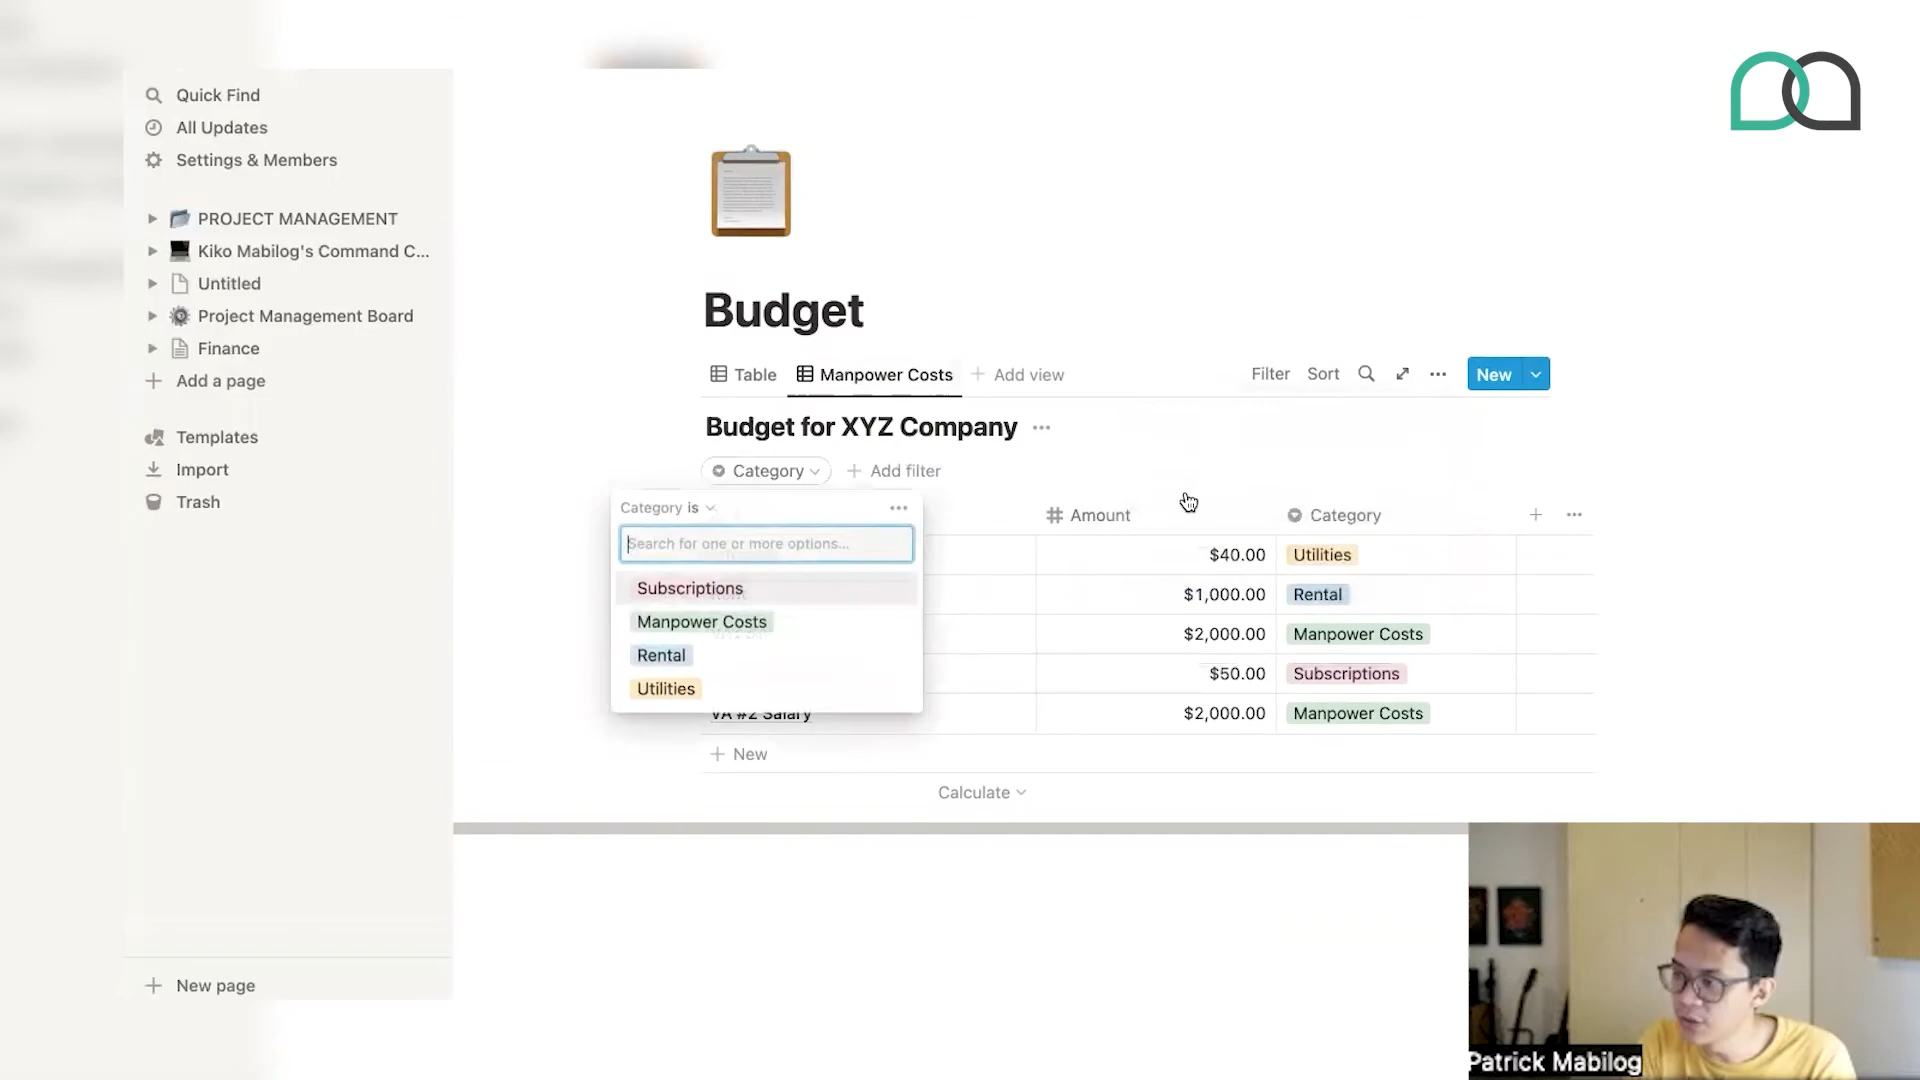 Quick Find
All Updates
Settings & Members
PROJECT MANAGEMENT
Kiko Mabilog's Command C...
Untitled
Project Management Board
Finance
Add a page
Templates
Import
Trash
New page
Budget
Table Manpower Costs + Add view
Filter Sort ... New
Budget for XYZ Company ...
Category + Add filter
Category is ...
Search for one or more options...
Subscriptions
Manpower Costs
Rental
Utilities
Amount Category + ...
$40.00 Utilities
$1,000.00 Rental
$2,000.00 Manpower Costs
$50.00 Subscriptions
VA #2 Salary $2,000.00 Manpower Costs
+ New
Calculate
Patrick Mabilog